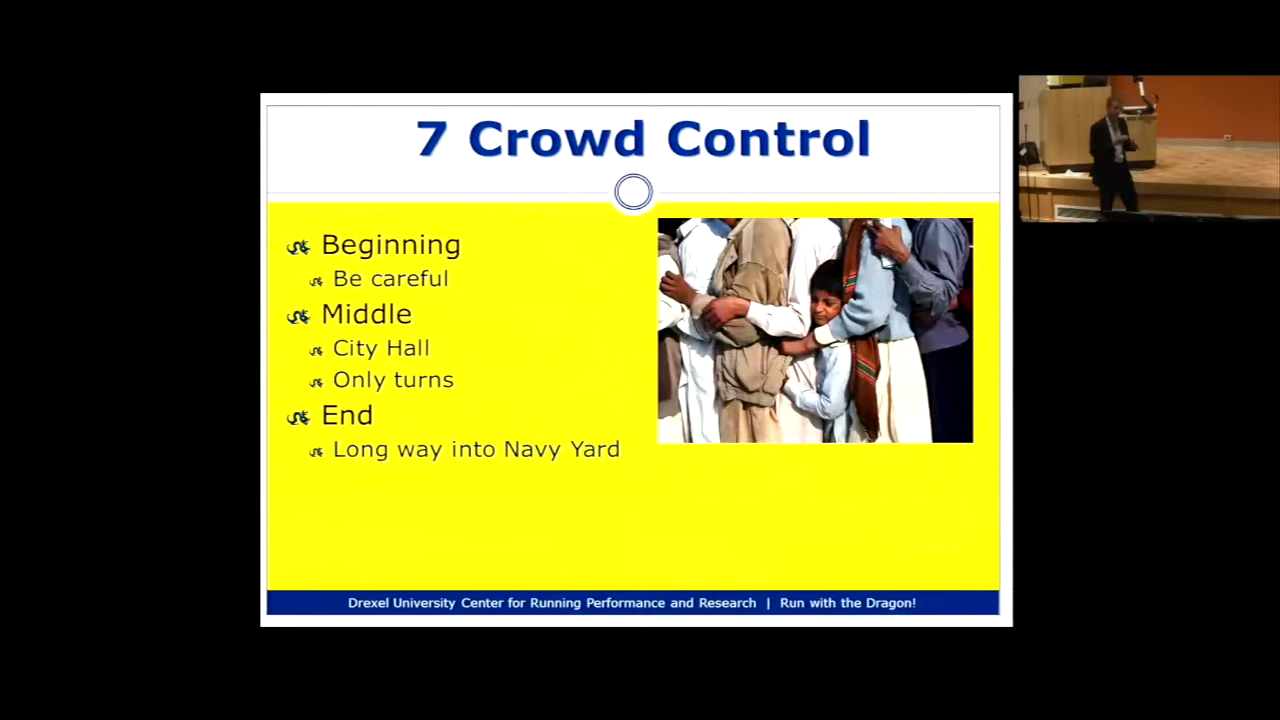 7 Crowd Control
Beginning
Be careful
Middle
City Hall
Only turns
End
Long way into Navy Yard
Drexel University Center for Running Performance and Research | Run with the Dragon!